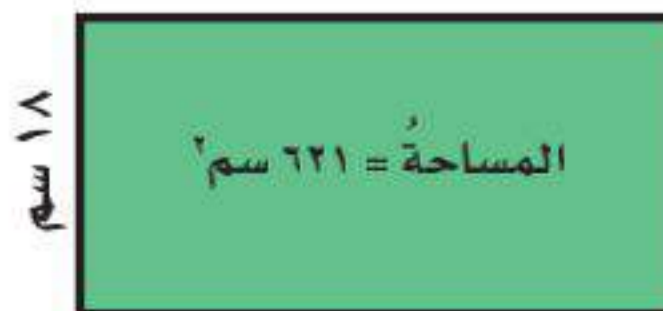 المساحةُ = ٦٢١ سم٢
١٨ سم